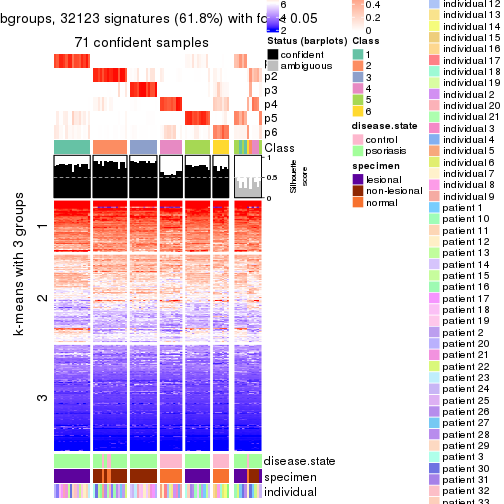 bgroups, 32123 signatures (61.8%) with fdr < 0.05
71 confident samples
p2
p3
p4
p5
p6
Class
1
0.5
0
Silhouette
score
k-means with 3 groups
1
2
3
disease.state
specimen
individual
6
4
2
Status (barplots)
confident
ambiguous
0.4
0.2
0
Class
1
2
3
4
5
6
disease.state
control
psoriasis
specimen
lesional
non-lesional
normal
individual 12
individual 13
individual 14
individual 15
individual 16
individual 17
individual 18
individual 19
individual 2
individual 20
individual 21
individual 3
individual 4
individual 5
individual 6
individual 7
individual 8
individual 9
patient 1
patient 10
patient 11
patient 12
patient 13
patient 14
patient 15
patient 16
patient 17
patient 18
patient 19
patient 2
patient 20
patient 21
patient 22
patient 23
patient 24
patient 25
patient 26
patient 27
patient 28
patient 29
patient 3
patient 30
patient 31
patient 32
patient 33